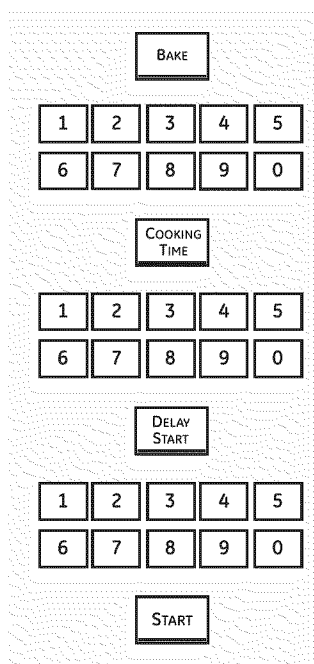 BAKE
1 2 3 4 5
6 7 8 9 0
COOKING
TIME
1 2 3 4 5
6 7 8 9 0
DELAY
START
1 2 3 4 5
6 7 8 9 0
START